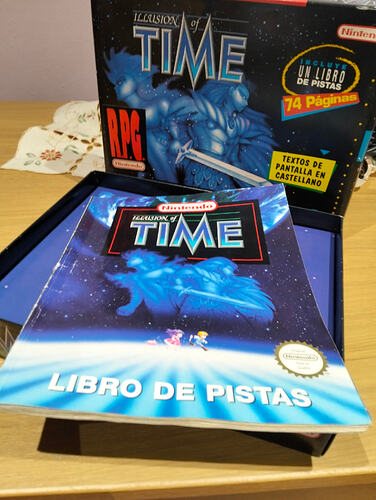 ILLUSION of
TIME
Nintendo
INCLUYE
UN LIBRO
DE PISTAS
74 Páginas
RPG
Nintendo
TEXTOS DE
PANTALLA EN
CASTELLANO
Nintendo
ILLUSION of
TIME
Nintendo
LIBRO DE PISTAS